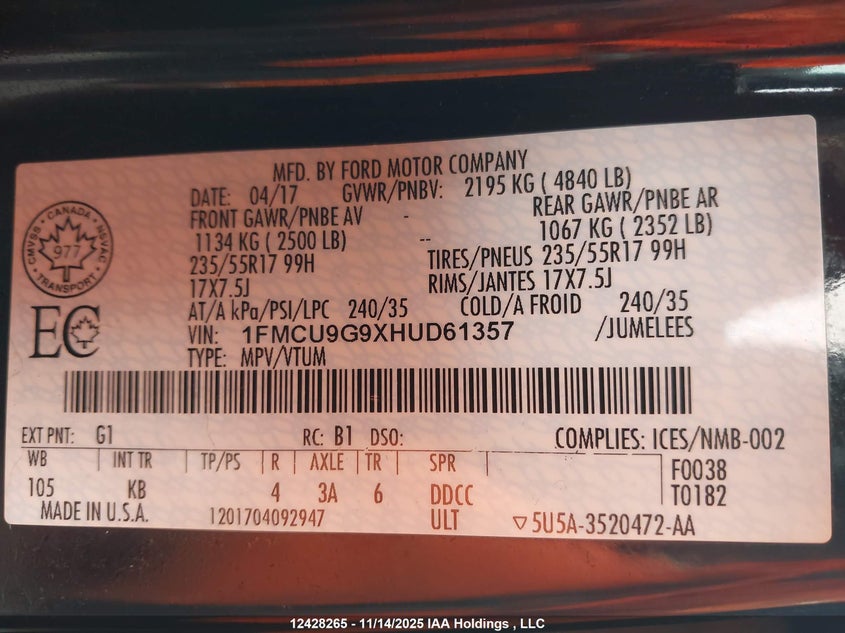 MFD. BY FORD MOTOR COMPANY
DATE: 04/17 GVWR/PNBV: 2195 KG ( 4840 LB)
FRONT GAWR/PNBE AV - REAR GAWR/PNBE AR
1134 KG ( 2500 LB) -- 1067 KG ( 2352 LB)
235/55R17 99H TIRES/PNEUS 235/55R17 99H
17X7.5J RIMS/JANTES 17X7.5J
AT/A kPa/PSI/LPC 240/35 COLD/A FROID 240/35
VIN: 1FMCU9G9XHUD61357 /JUMELEES
TYPE: MPV/VTUM
CMVSS • CANADA • NSVAC
977
TRANSPORT
EC
EXT PNT: G1 RC: B1 DSO: COMPLIES: ICES/NMB-002
WB INT TR TP/PS R AXLE TR SPR F0038
105 KB 4 3A 6 DDCC T0182
MADE IN U.S.A. 1201704092947 ULT ▽5U5A-3520472-AA
12428265 - 11/14/2025 IAA Holdings , LLC